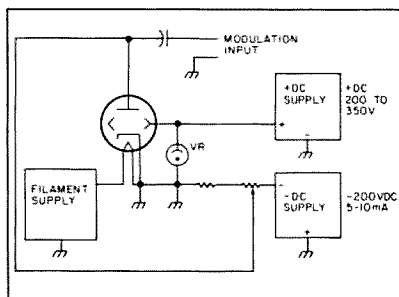 MODULATION
INPUT
+DC
SUPPLY
+DC
200 TO
350V
+
-
VR
FILAMENT
SUPPLY
-
-DC
SUPPLY
+
-200VDC
5-10mA